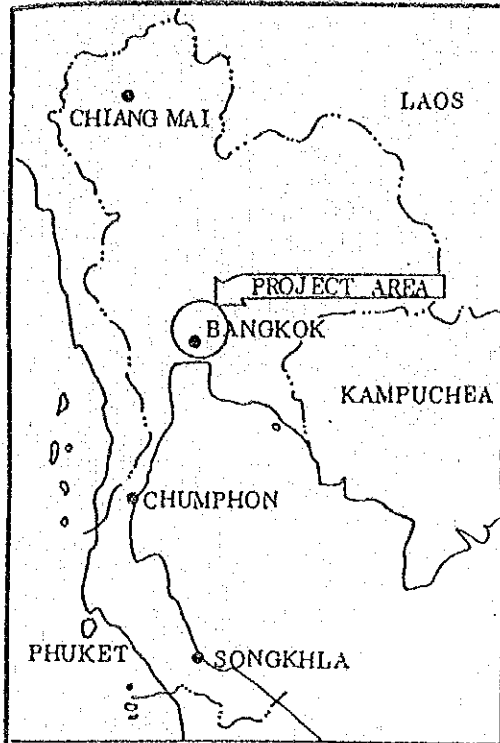 LAOS
CHIANG MAI
PROJECT AREA
BANGKOK
KAMPUCHEA
CHUMPHON
PHUKET
SONGKHLA